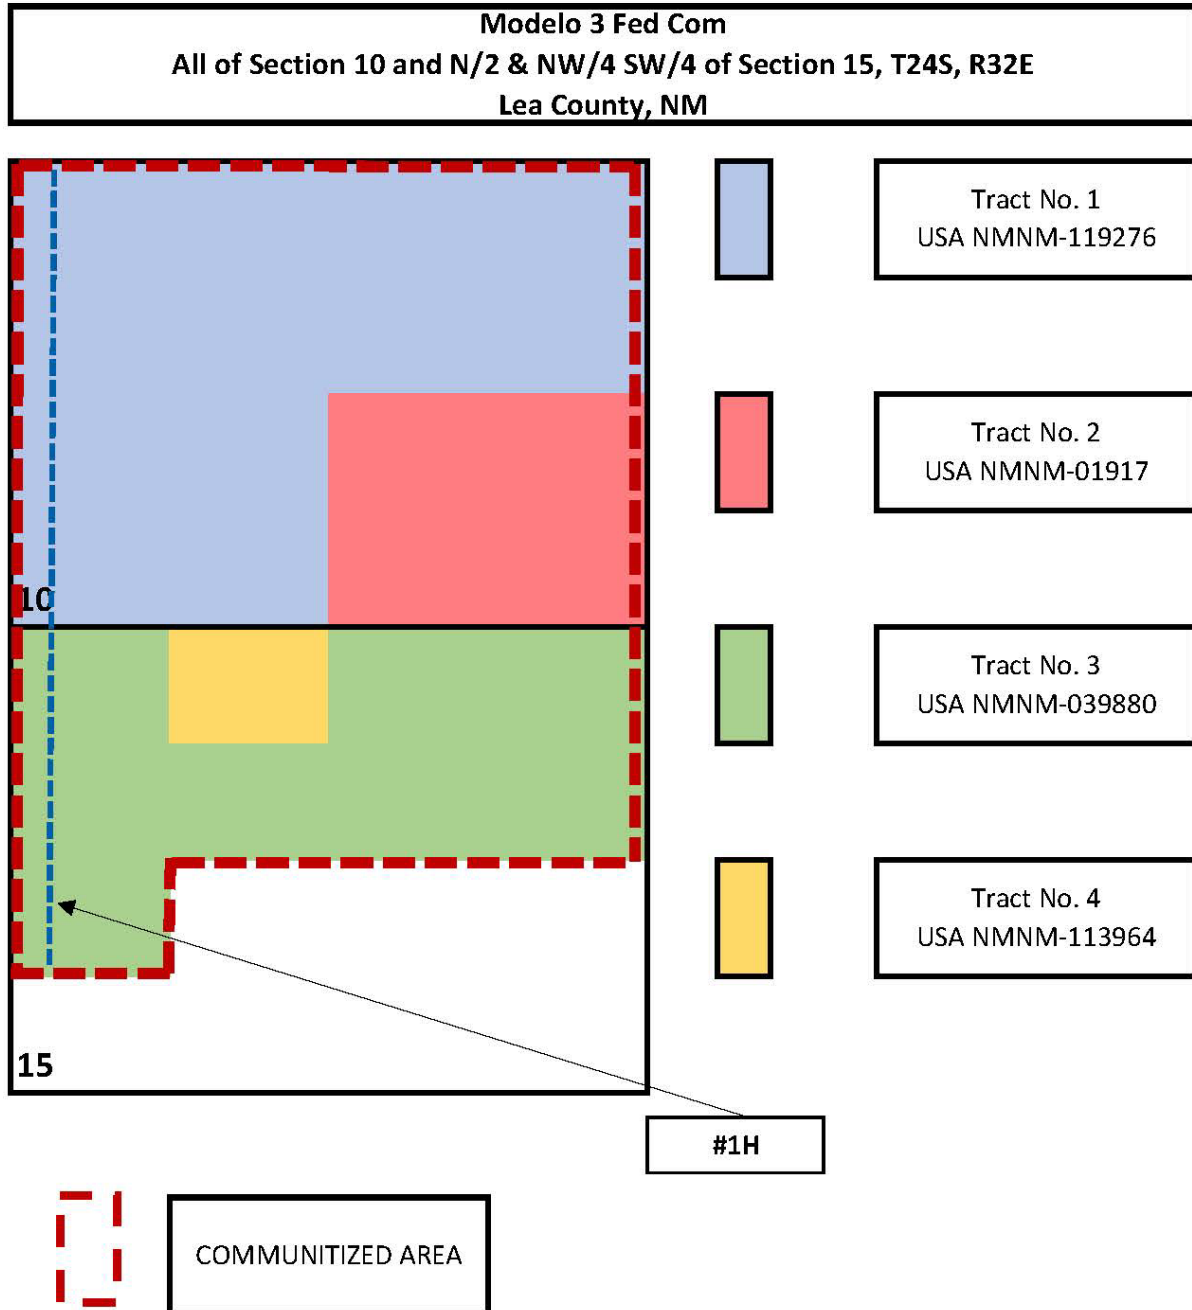 Modelo 3 Fed Com
All of Section 10 and N/2 & NW/4 SW/4 of Section 15, T24S, R32E
Lea County, NM
Tract No. 1
USA NMNM-119276
Tract No. 2
USA NMNM-01917
10
Tract No. 3
USA NMNM-039880
Tract No. 4
USA NMNM-113964
15
#1H
COMMUNITIZED AREA